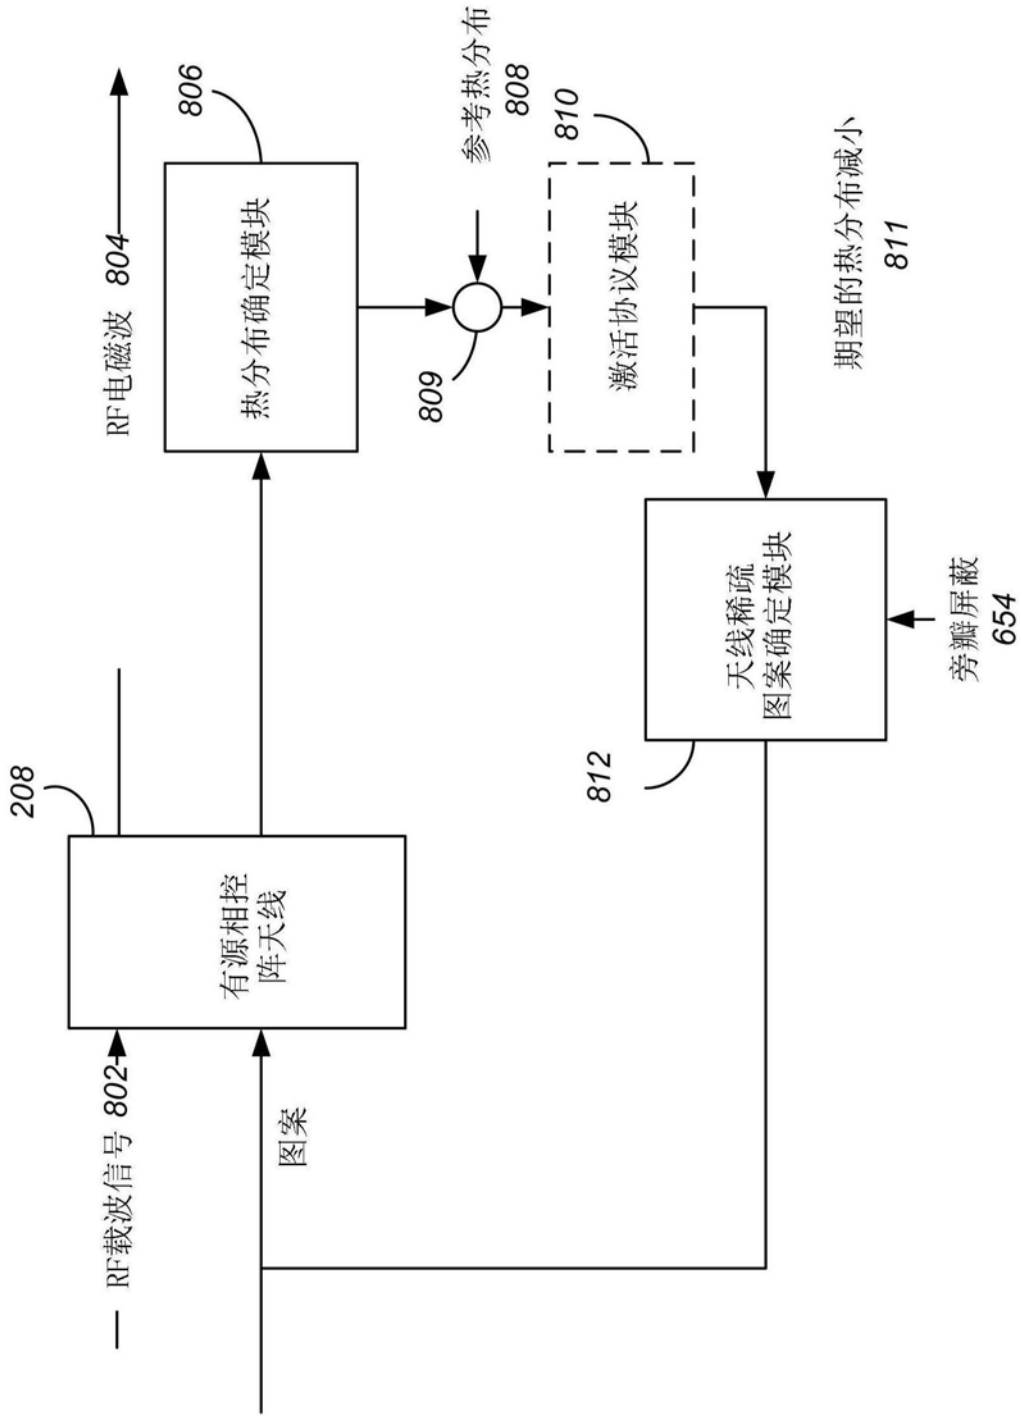 RF载波信号 802
图案
208
有源相控
阵天线
RF电磁波 804
806
热分布确定模块
809
参考热分布
808
810
激活协议模块
期望的热分布减小
811
812
天线稀疏
图案确定模块
旁瓣屏蔽
654